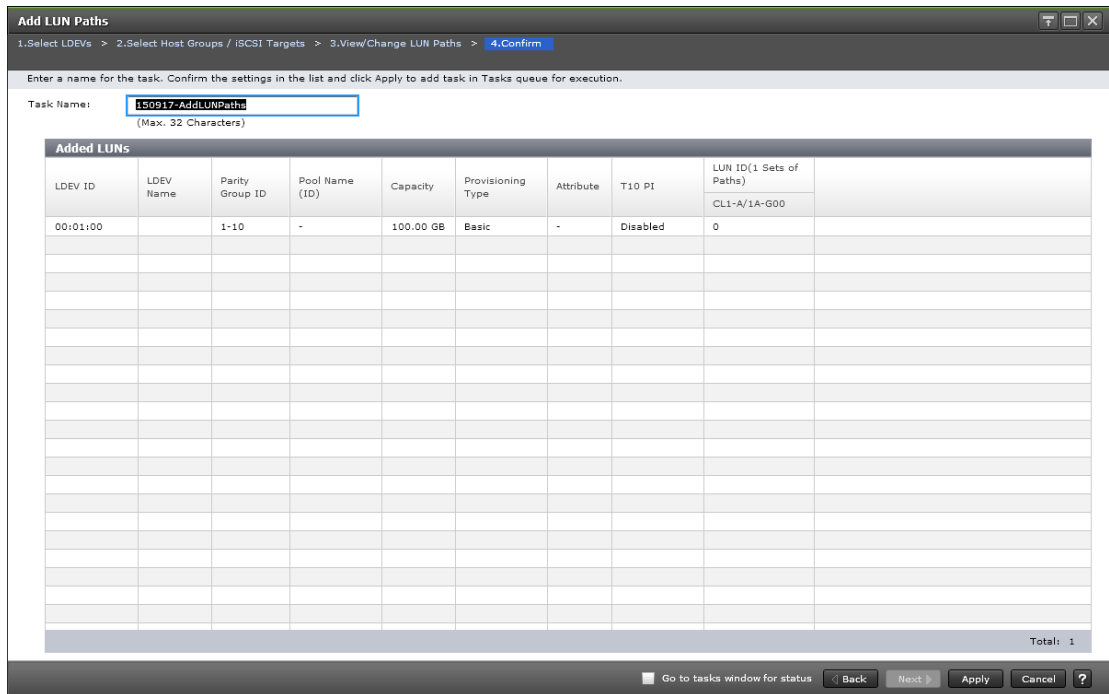 Add LUN Paths
1.Select LDEVs > 2.Select Host Groups / iSCSI Targets > 3.View/Change LUN Paths > 4.Confirm
Enter a name for the task. Confirm the settings in the list and click Apply to add task in Tasks queue for execution.
Task Name: 150917-AddLUNPaths
(Max. 32 Characters)
Added LUNs
LDEV ID LDEV Name Parity Group ID Pool Name (ID) Capacity Provisioning Type Attribute T10 PI LUN ID(1 Sets of Paths)
CL1-A/1A-G00
00:01:00 1-10 - 100.00 GB Basic - Disabled 0
Total: 1
Go to tasks window for status Back Next Apply Cancel ?